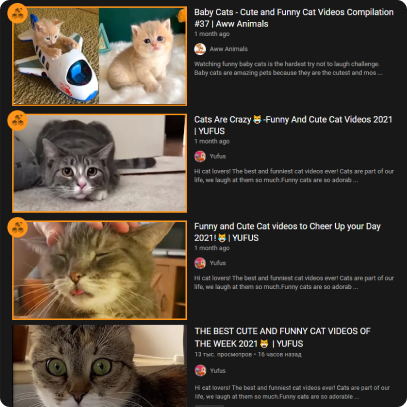 Baby Cats - Cute and Funny Cat Videos Compilation
#37 | Aww Animals
1 month ago
Aww Animals
Watching funny baby cats is the hardest try not to laugh challenge.
Baby cats are amazing pets because they are the cutest and mos ...
Cats Are Crazy😹-Funny And Cute Cat Videos 2021
| YUFUS
1 month ago
Yufus
Hi cat lovers! The best and funniest cat videos ever! Cats are part of our
life, we laugh at them so much.Funny cats are so adorab ...
Funny and Cute Cat videos to Cheer Up your Day
2021!😹 | YUFUS
1 month ago
Yufus
Hi cat lovers! The best and funniest cat videos ever! Cats are part of our
life, we laugh at them so much.Funny cats are so adorab ...
THE BEST CUTE AND FUNNY CAT VIDEOS OF
THE WEEK 2021😹 | YUFUS
13 тыс. просмотров • 16 часов назад
Yufus
Hi cat lovers! The best and funniest cat videos ever! Cats are part of our
life, we laugh at them so much.Funny cats are so adorable ...